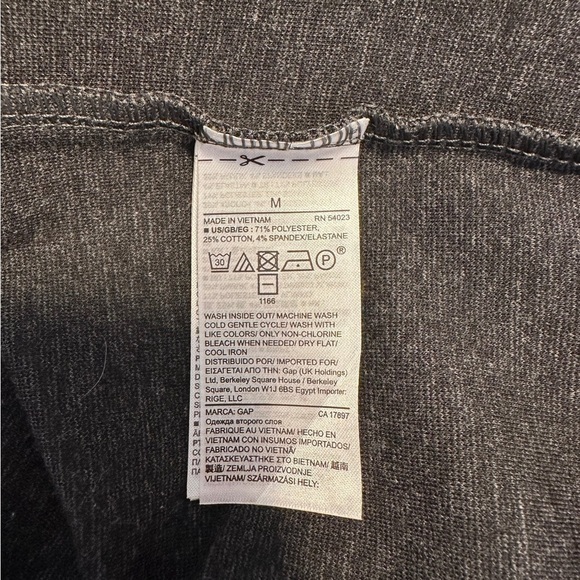 M
MADE IN VIETNAM RN 54023
■ US/GB/EG : 71% POLYESTER,
25% COTTON, 4% SPANDEX/ELASTANE
30 P ®
1166
WASH INSIDE OUT/ MACHINE WASH
COLD GENTLE CYCLE/ WASH WITH
LIKE COLORS/ ONLY NON-CHLORINE
BLEACH WHEN NEEDED/ DRY FLAT/
COOL IRON
DISTRIBUIDO POR/ IMPORTED FOR/
ΕΙΣΑΓΕΤΑΙ ΑΠΟ ΤΗΝ: Gap (UK Holdings)
Ltd, Berkeley Square House / Berkeley
Square, London W1J 6BS Egypt Importer:
RIGE, LLC
MARCA: GAP CA 17897
Одежда второго слоя
FABRIQUE AU VIETNAM/ HECHO EN
VIETNAM CON INSUMOS IMPORTADOS/
FABRICADO NO VIETNÃ/
ΚΑΤΑΣΚΕΥΑΣΤΗΚΕ ΣΤΟ ΒΙΕΤΝΑΜ/ 越南
製造/ ZEMLJA PROIZVODNJE
VIJETNAM/ SZÁRMAZÁSI HELY: